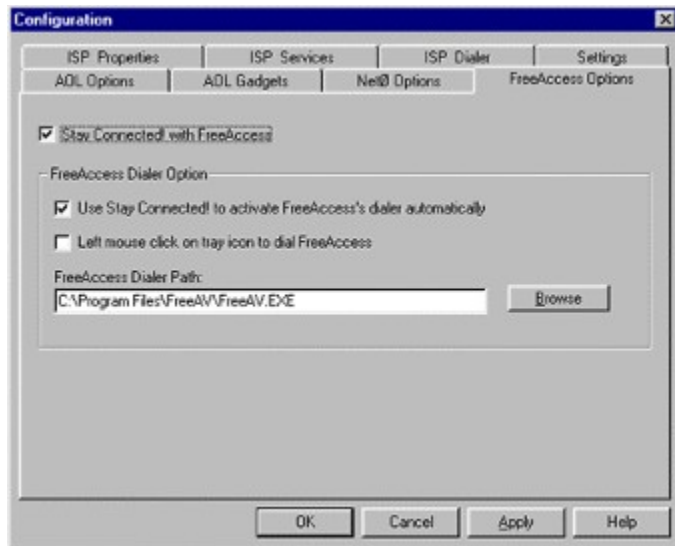 Configuration
ISP Properties
ISP Services
ISP Dialer
Settings
AOL Options
AOL Gadgets
NetØ Options
FreeAccess Options
Stay Connected! with FreeAccess
FreeAccess Dialer Option
Use Stay Connected! to activate FreeAccess's dialer automatically
Left mouse click on tray icon to dial FreeAccess
FreeAccess Dialer Path:
C:\Program Files\FreeAV\FreeAV.EXE
Browse
OK
Cancel
Apply
Help